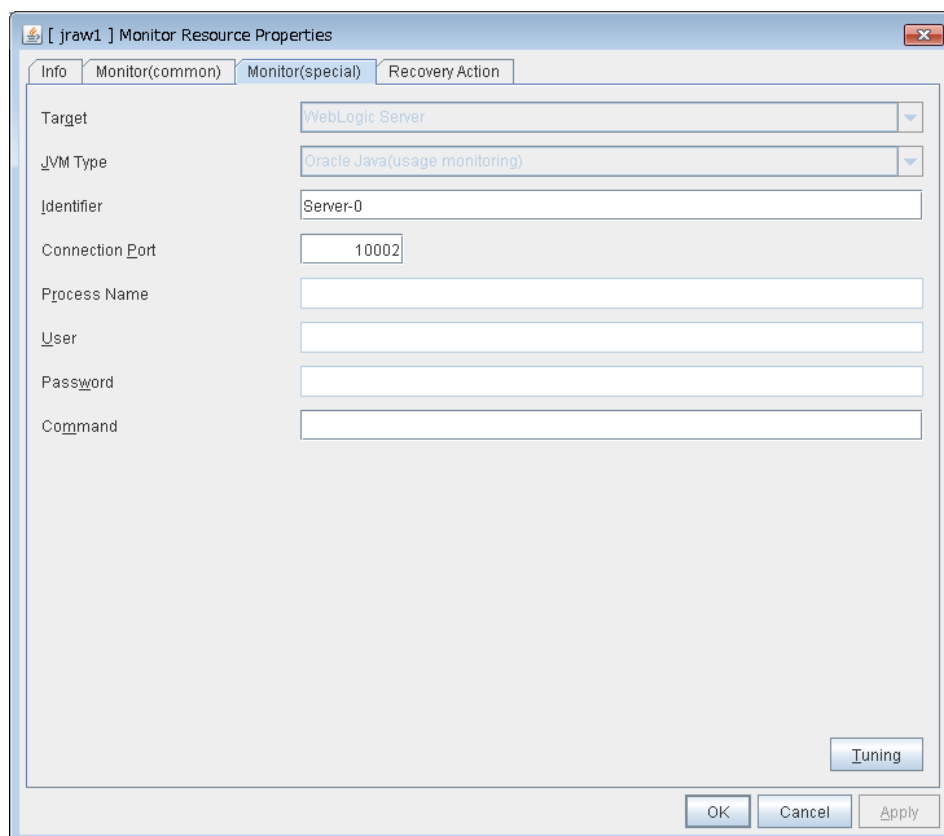 [ jraw1 ] Monitor Resource Properties
Info Monitor(common) Monitor(special) Recovery Action
Target WebLogic Server
JVM Type Oracle Java(usage monitoring)
Identifier Server-0
Connection Port 10002
Process Name
User
Password
Command
Tuning
OK Cancel Apply